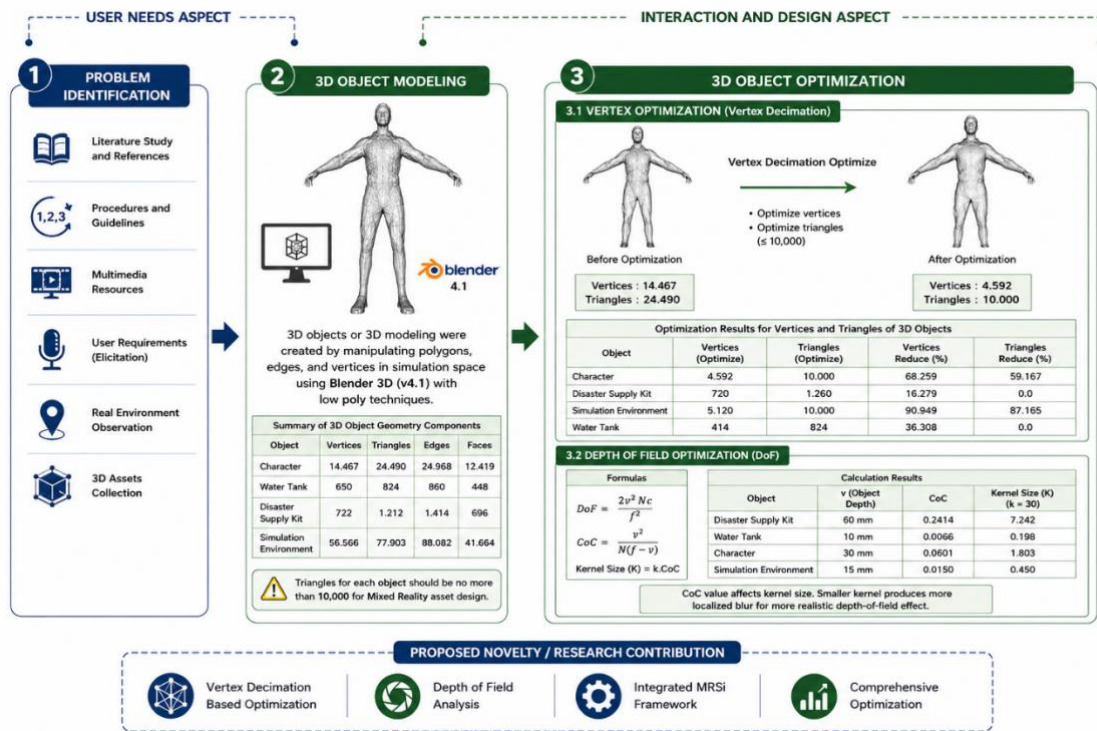 USER NEEDS ASPECT
INTERACTION AND DESIGN ASPECT
1
PROBLEM
IDENTIFICATION
Literature Study
and References
1,2,3
Procedures and
Guidelines
Multimedia
Resources
User Requirements
(Elicitation)
Real Environment
Observation
3D Assets
Collection
2
3D OBJECT MODELING
blender
4.1
3D objects or 3D modeling were
created by manipulating polygons,
edges, and vertices in simulation space
using Blender 3D (v4.1) with
low poly techniques.
Summary of 3D Object Geometry Components
Object Vertices Triangles Edges Faces
Character 14.467 24.490 24.968 12.419
Water Tank 650 824 860 448
Disaster
Supply Kit 722 1.212 1.414 696
Simulation
Environment 56.566 77.903 88.082 41.664
Triangles for each object should be no more
than 10,000 for Mixed Reality asset design.
3
3D OBJECT OPTIMIZATION
3.1 VERTEX OPTIMIZATION (Vertex Decimation)
Vertex Decimation Optimize
• Optimize vertices
• Optimize triangles
(≤ 10,000)
Before Optimization
Vertices : 14.467
Triangles : 24.490
After Optimization
Vertices : 4.592
Triangles : 10.000
Optimization Results for Vertices and Triangles of 3D Objects
Object Vertices (Optimize) Triangles (Optimize) Vertices Reduce (%) Triangles Reduce (%)
Character 4.592 10.000 68.259 59.167
Disaster Supply Kit 720 1.260 16.279 0.0
Simulation Environment 5.120 10.000 90.949 87.165
Water Tank 414 824 36.308 0.0
3.2 DEPTH OF FIELD OPTIMIZATION (DoF)
Formulas
DoF = 2v² Nc / f²
CoC = v² / N(f − v)
Kernel Size (K) = k.CoC
Calculation Results
Object v (Object Depth) CoC Kernel Size (K) (k = 30)
Disaster Supply Kit 60 mm 0.2414 7.242
Water Tank 10 mm 0.0066 0.198
Character 30 mm 0.0601 1.803
Simulation Environment 15 mm 0.0150 0.450
CoC value affects kernel size. Smaller kernel produces more
localized blur for more realistic depth-of-field effect.
PROPOSED NOVELTY / RESEARCH CONTRIBUTION
Vertex Decimation
Based Optimization
Depth of Field
Analysis
Integrated MRSi
Framework
Comprehensive
Optimization